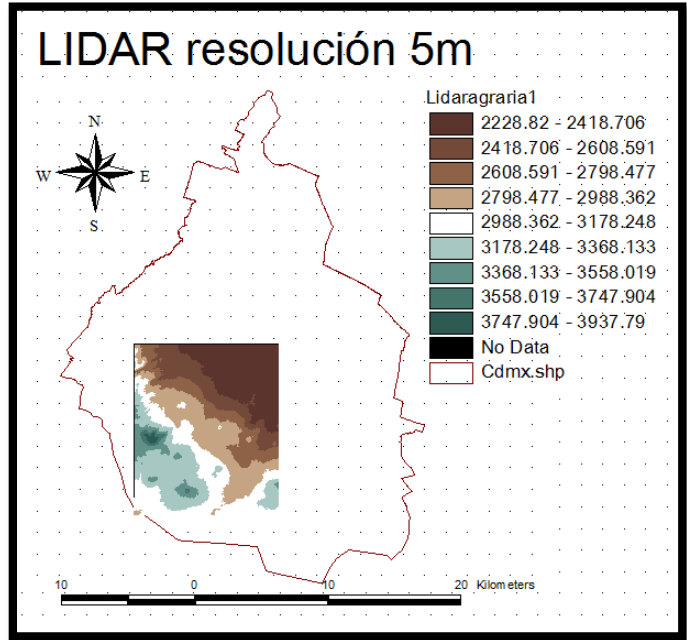 LIDAR resolución 5m
Lidaragraria1
2228.82 - 2418.706
2418.706 - 2608.591
2608.591 - 2798.477
2798.477 - 2988.362
2988.362 - 3178.248
3178.248 - 3368.133
3368.133 - 3558.019
3558.019 - 3747.904
3747.904 - 3937.79
No Data
Cdmx.shp
N
W E
S
10 0 10 20 Kilometers